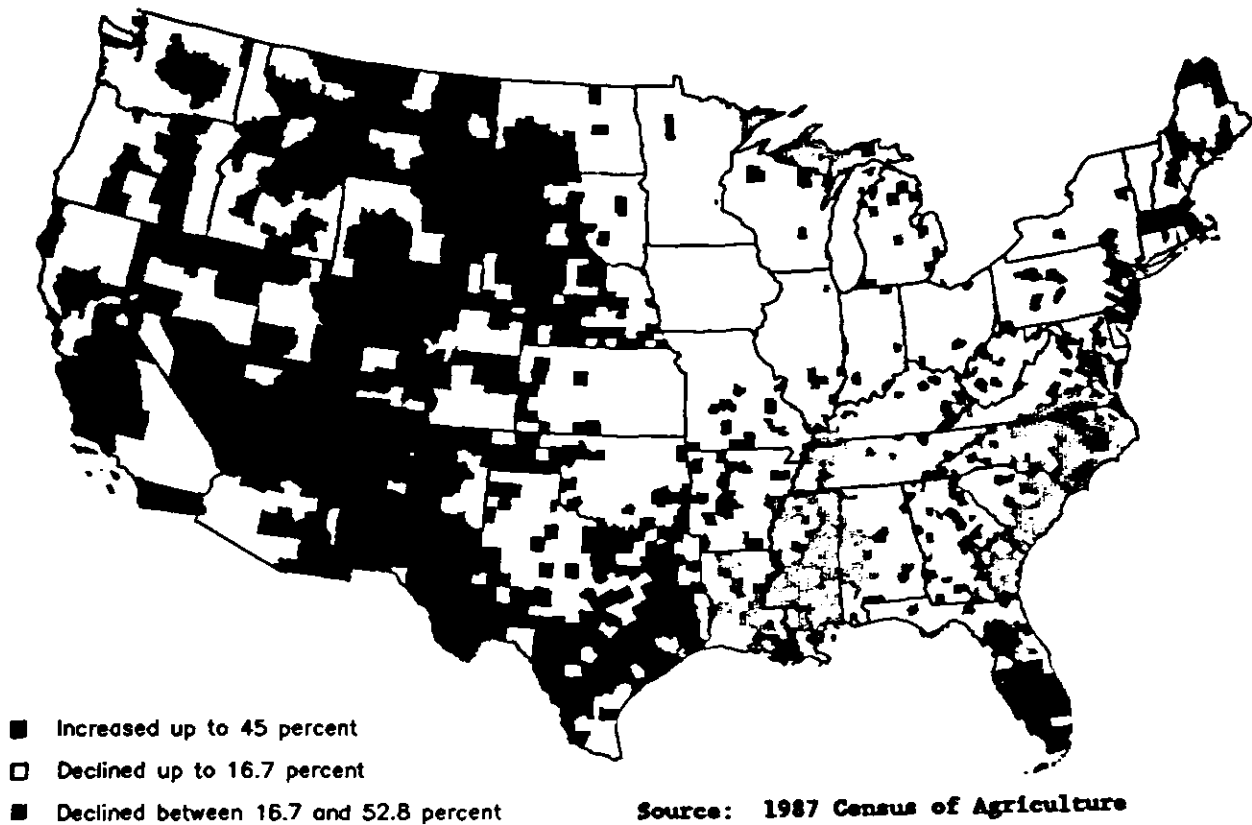 Increased up to 45 percent
Declined up to 16.7 percent
Declined between 16.7 and 52.8 percent
Source: 1987 Census of Agriculture